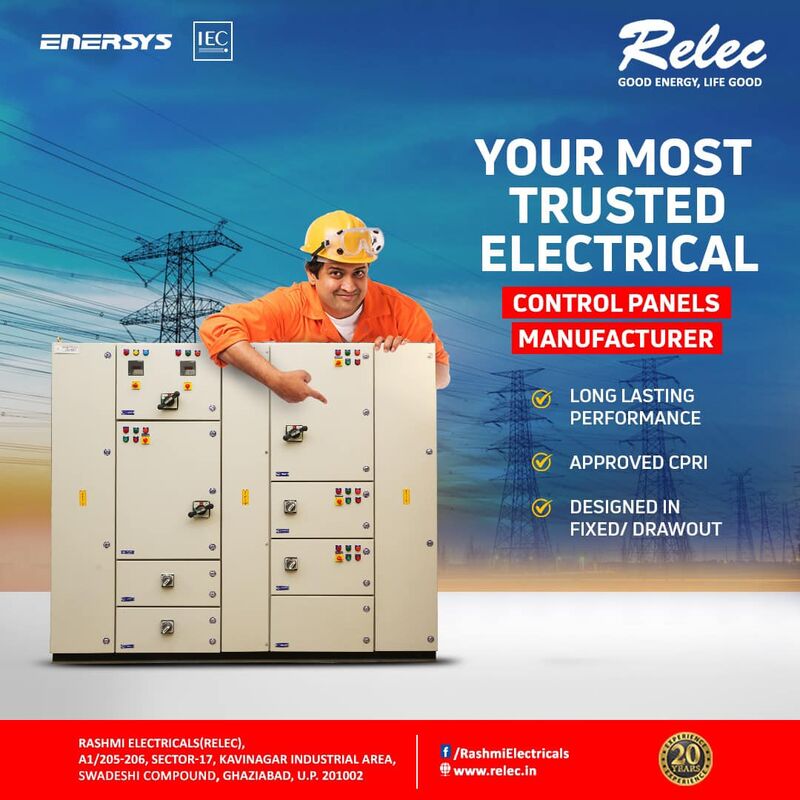 ENERSYS
IEC
Relec
GOOD ENERGY, LIFE GOOD
YOUR MOST
TRUSTED
ELECTRICAL
CONTROL PANELS
MANUFACTURER
LONG LASTING
PERFORMANCE
APPROVED CPRI
DESIGNED IN
FIXED/ DRAWOUT
RASHMI ELECTRICALS(RELEC),
A1/205-206, SECTOR-17, KAVINAGAR INDUSTRIAL AREA,
SWADESHI COMPOUND, GHAZIABAD, U.P. 201002
f /RashmiElectricals
www.relec.in
EXPERIENCE
20
YEARS
EXPERIENCE